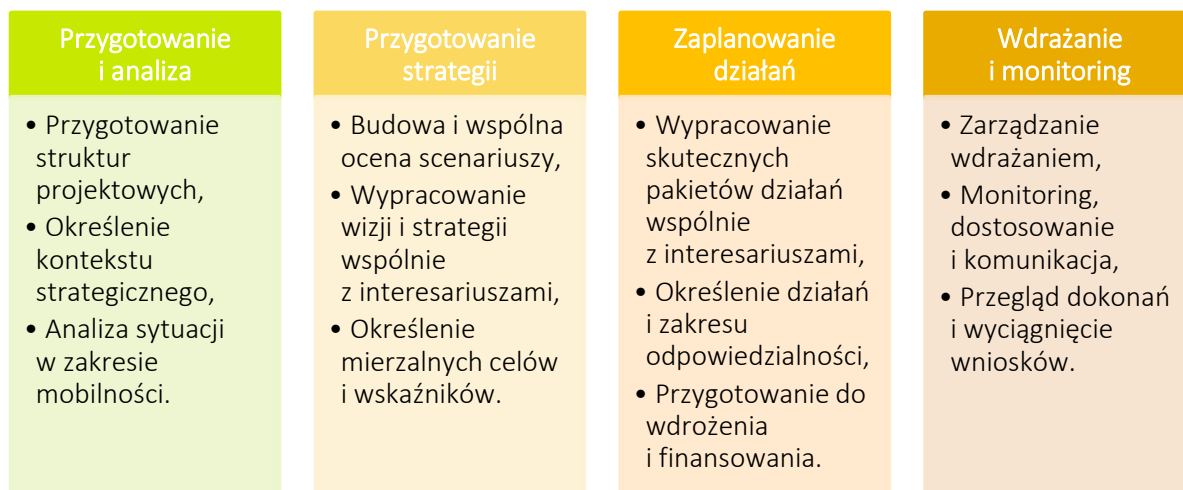 Przygotowanie
i analiza
• Przygotowanie
struktur
projektowych,
• Określenie
kontekstu
strategicznego,
• Analiza sytuacji
w zakresie
mobilności.
Przygotowanie
strategii
• Budowa i wspólna
ocena scenariuszy,
• Wypracowanie
wizji i strategii
wspólnie
z interesariuszami,
• Określenie
mierzalnych celów
i wskaźników.
Zaplanowanie
działań
• Wypracowanie
skutecznych
pakietów działań
wspólnie
z interesariuszami,
• Określenie działań
i zakresu
odpowiedzialności,
• Przygotowanie do
wdrożenia
i finansowania.
Wdrażanie
i monitoring
• Zarządzanie
wdrażaniem,
• Monitoring,
dostosowanie
i komunikacja,
• Przegląd dokonań
i wyciągnięcie
wniosków.